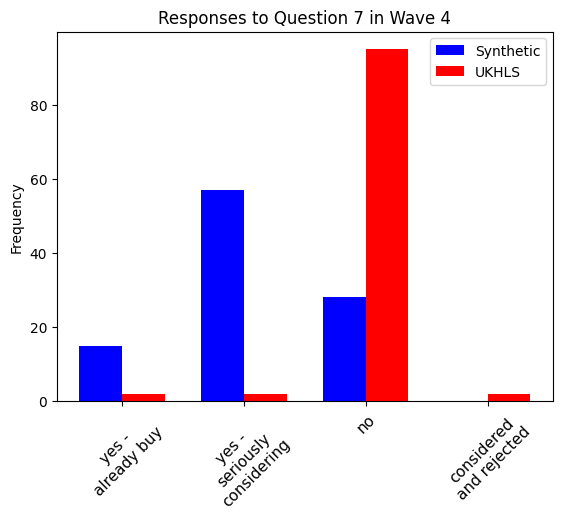 Responses to Question 7 in Wave 4
Synthetic
UKHLS
Frequency
80
60
40
20
0
yes -
already buy
yes -
seriously
considering
no
considered
and rejected